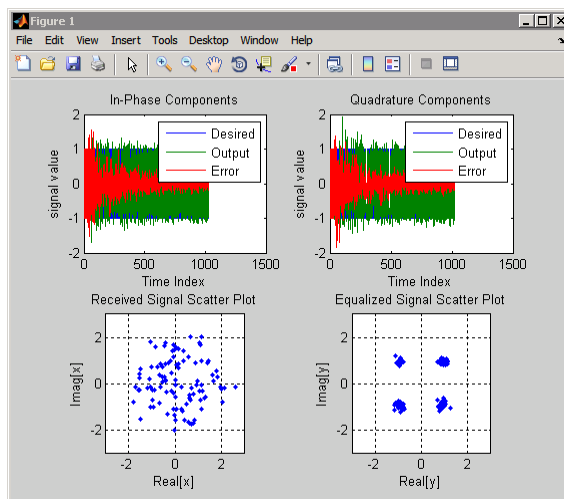 Figure 1
File Edit View Insert Tools Desktop Window Help
In-Phase Components
Quadrature Components
2
1
0
-1
-2
signal value
Desired
Output
Error
0 500 1000 1500
Time Index
2
1
0
-1
-2
signal value
Desired
Output
Error
0 500 1000 1500
Time Index
Received Signal Scatter Plot
Equalized Signal Scatter Plot
2
0
-2
Imag[x]
-2 0 2
Real[x]
2
0
-2
Imag[y]
-2 0 2
Real[y]